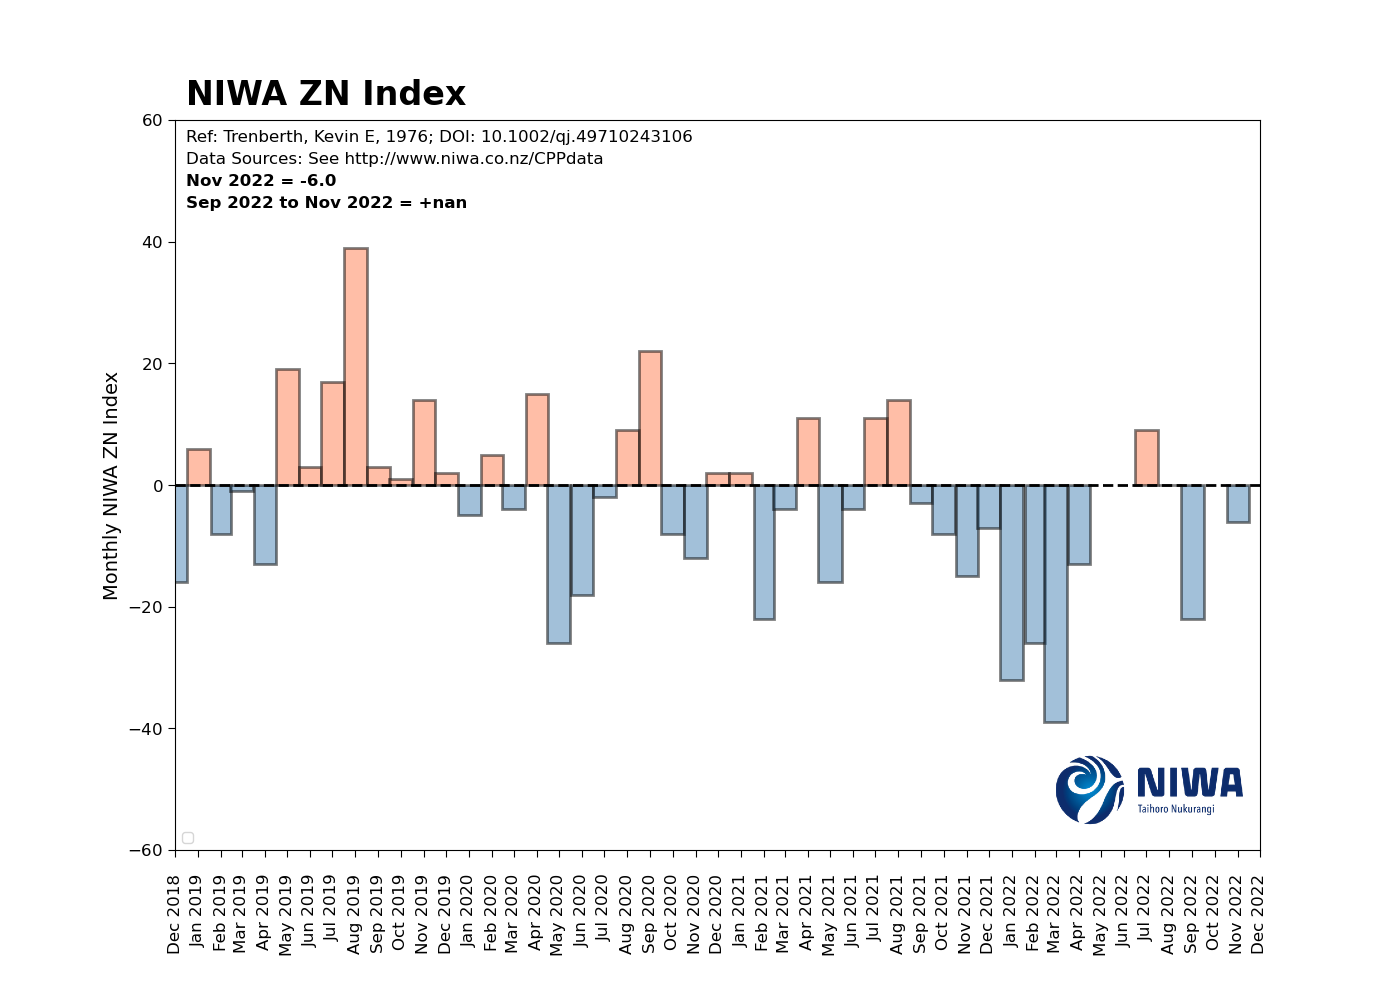 NIWA ZN Index
Ref: Trenberth, Kevin E, 1976; DOI: 10.1002/qj.49710243106
Data Sources: See http://www.niwa.co.nz/CPPdata
Nov 2022 = -6.0
Sep 2022 to Nov 2022 = +nan
Monthly NIWA ZN Index
60
40
20
0
−20
−40
−60
NIWA
Taihoro Nukurangi
Dec 2018
Jan 2019
Feb 2019
Mar 2019
Apr 2019
May 2019
Jun 2019
Jul 2019
Aug 2019
Sep 2019
Oct 2019
Nov 2019
Dec 2019
Jan 2020
Feb 2020
Mar 2020
Apr 2020
May 2020
Jun 2020
Jul 2020
Aug 2020
Sep 2020
Oct 2020
Nov 2020
Dec 2020
Jan 2021
Feb 2021
Mar 2021
Apr 2021
May 2021
Jun 2021
Jul 2021
Aug 2021
Sep 2021
Oct 2021
Nov 2021
Dec 2021
Jan 2022
Feb 2022
Mar 2022
Apr 2022
May 2022
Jun 2022
Jul 2022
Aug 2022
Sep 2022
Oct 2022
Nov 2022
Dec 2022